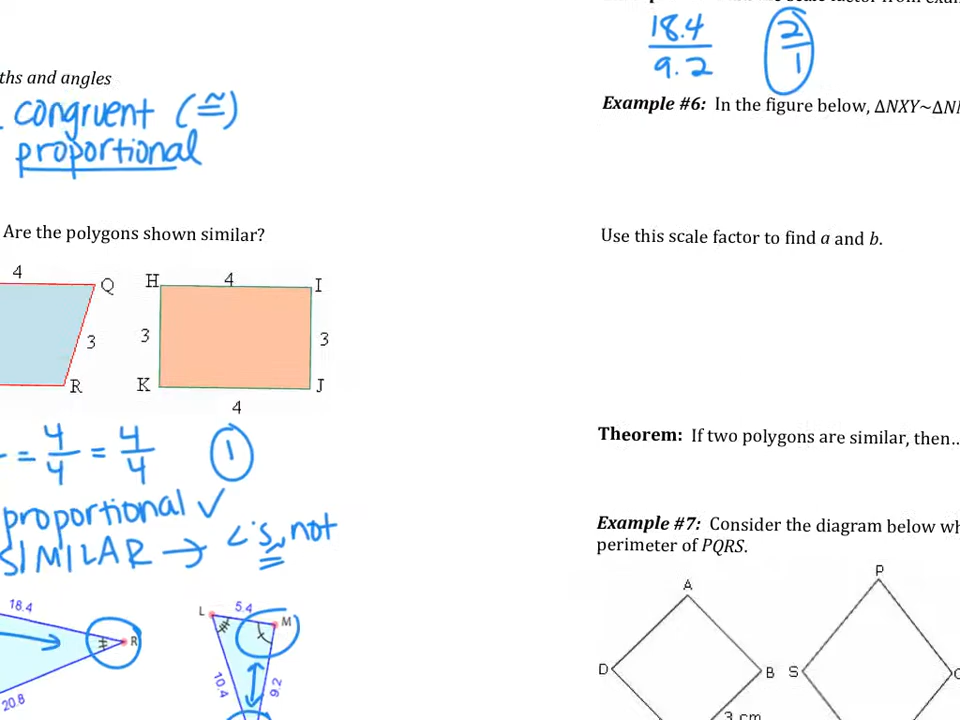 ths and angles
congruent (≅)
proportional
Are the polygons shown similar?
4
Q
3
R
H
4
I
3
3
K
J
4
= 4/4 = 4/4
1
proportional ✓
SIMILAR → <'s not
≅
18.4
R
20.8
L
5.4
M
10.4
9.2
18.4/9.2
2/1
Example #6: In the figure below, ΔNXY~ΔN
Use this scale factor to find a and b.
Theorem: If two polygons are similar, then..
Example #7: Consider the diagram below wh
perimeter of PQRS.
A
D
B
3 cm
P
S